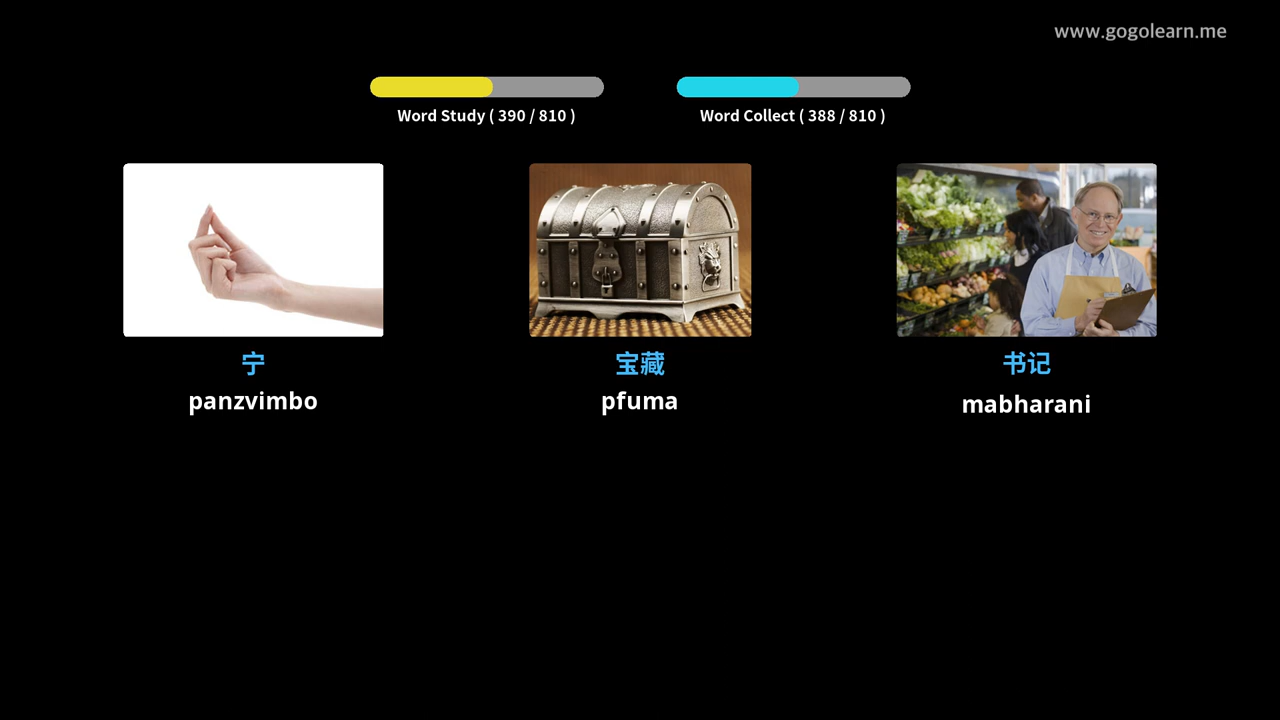 www.gogolearn.me
Word Study ( 390 / 810 )
Word Collect ( 388 / 810 )
宁
panzvimbo
宝藏
pfuma
书记
mabharani